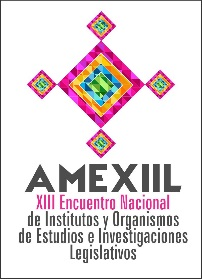 AMEXIIL
XIII Encuentro Nacional
de Institutos y Organismos
de Estudios e Investigaciones
Legislativos